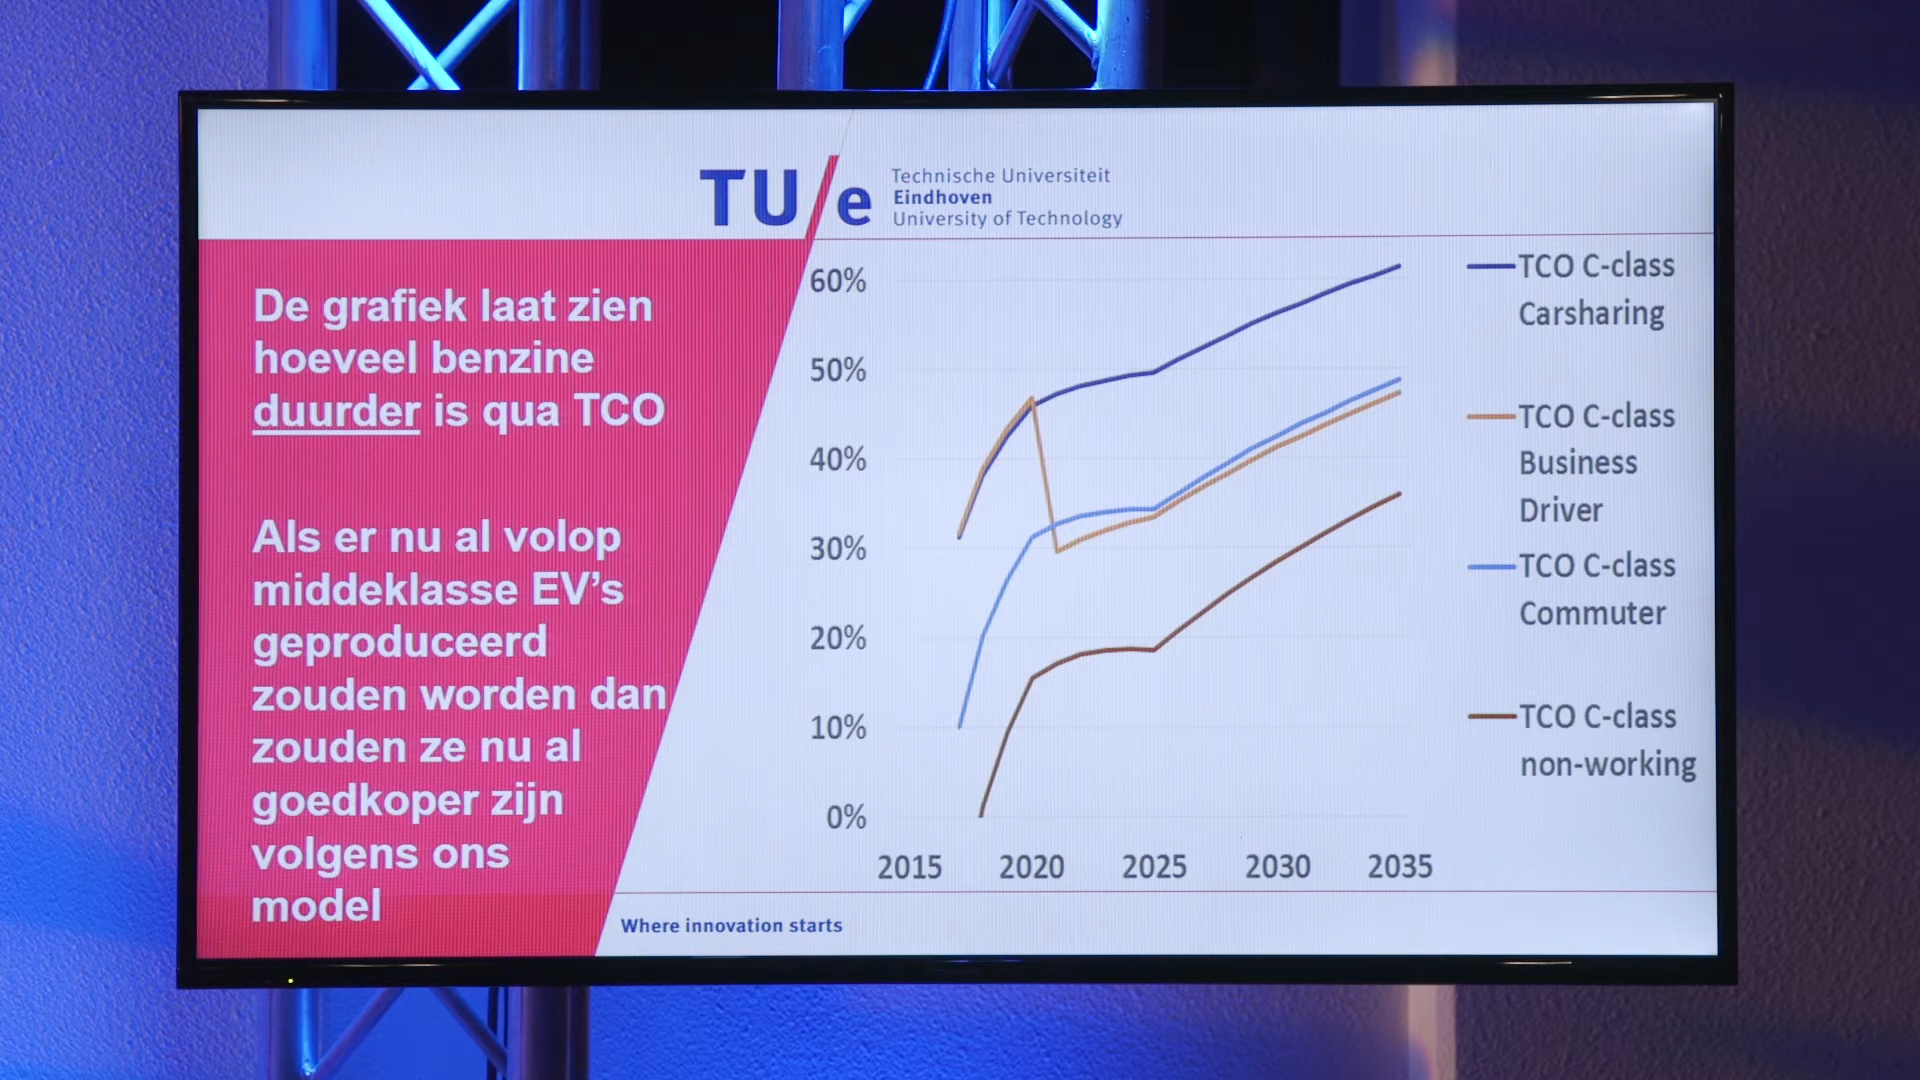 TU/e
Technische Universiteit
Eindhoven
University of Technology
De grafiek laat zien
hoeveel benzine
duurder is qua TCO
Als er nu al volop
middeklasse EV's
geproduceerd
zouden worden dan
zouden ze nu al
goedkoper zijn
volgens ons
model
60%
50%
40%
30%
20%
10%
0%
2015 2020 2025 2030 2035
TCO C-class
Carsharing
TCO C-class
Business
Driver
TCO C-class
Commuter
TCO C-class
non-working
Where innovation starts